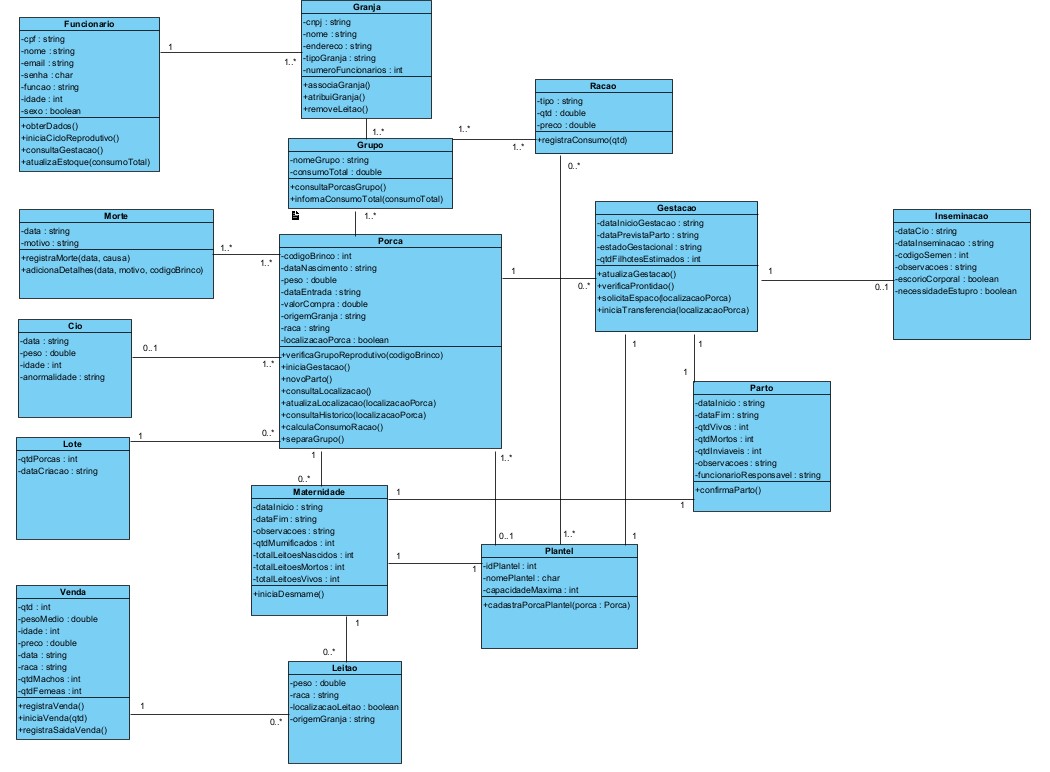 Funcionario
-cpf : string
-nome : string
-email : string
-senha : char
-funcao : string
-idade : int
-sexo : boolean
+obterDados()
+iniciaCicloReprodutivo()
+consultaGestacao()
+atualizaEstoque(consumoTotal)
1
1..*
Granja
-cnpj : string
-nome : string
-endereco : string
-tipoGranja : string
-numeroFuncionarios : int
+associaGranja()
+atribuiGranja()
+removeLeitao()
1..*
Grupo
-nomeGrupo : string
-consumoTotal : double
+consultaPorcasGrupo()
+informaConsumoTotal(consumoTotal)
1..*
1..*
Racao
-tipo : string
-qtd : double
-preco : double
+registraConsumo(qtd)
0..*
1..*
Morte
-data : string
-motivo : string
+registraMorte(data, causa)
+adicionaDetalhes(data, motivo, codigoBrinco)
1..*
1..*
Porca
-codigoBrinco : int
-dataNascimento : string
-peso : double
-dataEntrada : string
-valorCompra : double
-origemGranja : string
-raca : string
-localizacaoPorca : boolean
+verificaGrupoReprodutivo(codigoBrinco)
+iniciaGestacao()
+novoParto()
+consultaLocalizacao()
+atualizaLocalizacao(localizacaoPorca)
+consultaHistorico(localizacaoPorca)
+calculaConsumoRacao()
+separaGrupo()
1
0..*
Gestacao
-dataInicioGestacao : string
-dataPrevistaParto : string
-estadoGestacional : string
-qtdFilhotesEstimados : int
+atualizaGestacao()
+verificaProntidao()
+solicitaEspaco(localizacaoPorca)
+iniciaTransferencia(localizacaoPorca)
1
0..1
Inseminacao
-dataCio : string
-dataInseminacao : string
-codigoSemen : int
-observacoes : string
-escorioCorporal : boolean
-necessidadeEstupro : boolean
Cio
-data : string
-peso : double
-idade : int
-anormalidade : string
0..1
1..*
1
1
1
Parto
-dataInicio : string
-dataFim : string
-qtdVivos : int
-qtdMortos : int
-qtdInviaveis : int
-observacoes : string
-funcionarioResponsavel : string
+confirmaParto()
Lote
-qtdPorcas : int
-dataCriacao : string
1
0..*
1
0..*
1..*
Maternidade
-dataInicio : string
-dataFim : string
-observacoes : string
-qtdMumificados : int
-totalLeitoesNascidos : int
-totalLeitoesMortos : int
-totalLeitoesVivos : int
+iniciaDesmame()
1
1
0..1
1..*
1
1
1
Plantel
-idPlantel : int
-nomePlantel : char
-capacidadeMaxima : int
+cadastraPorcaPlantel(porca : Porca)
Venda
-qtd : int
-pesoMedio : double
-idade : int
-preco : double
-data : string
-raca : string
-qtdMachos : int
-qtdFemeas : int
+registraVenda()
+iniciaVenda(qtd)
+registraSaidaVenda()
1
0..*
1
0..*
Leitao
-peso : double
-raca : string
-localizacaoLeitao : boolean
-origemGranja : string